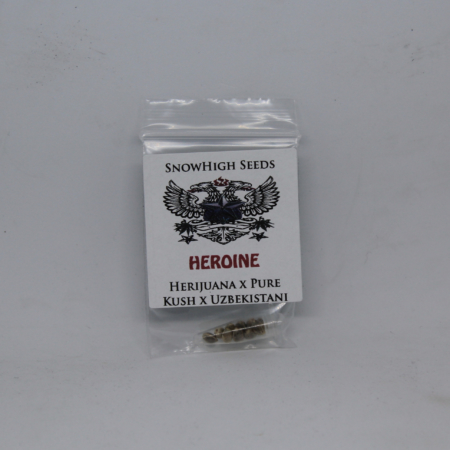 SnowHigh Seeds
HEROINE
Herijuana x Pure
Kush x Uzbekistani